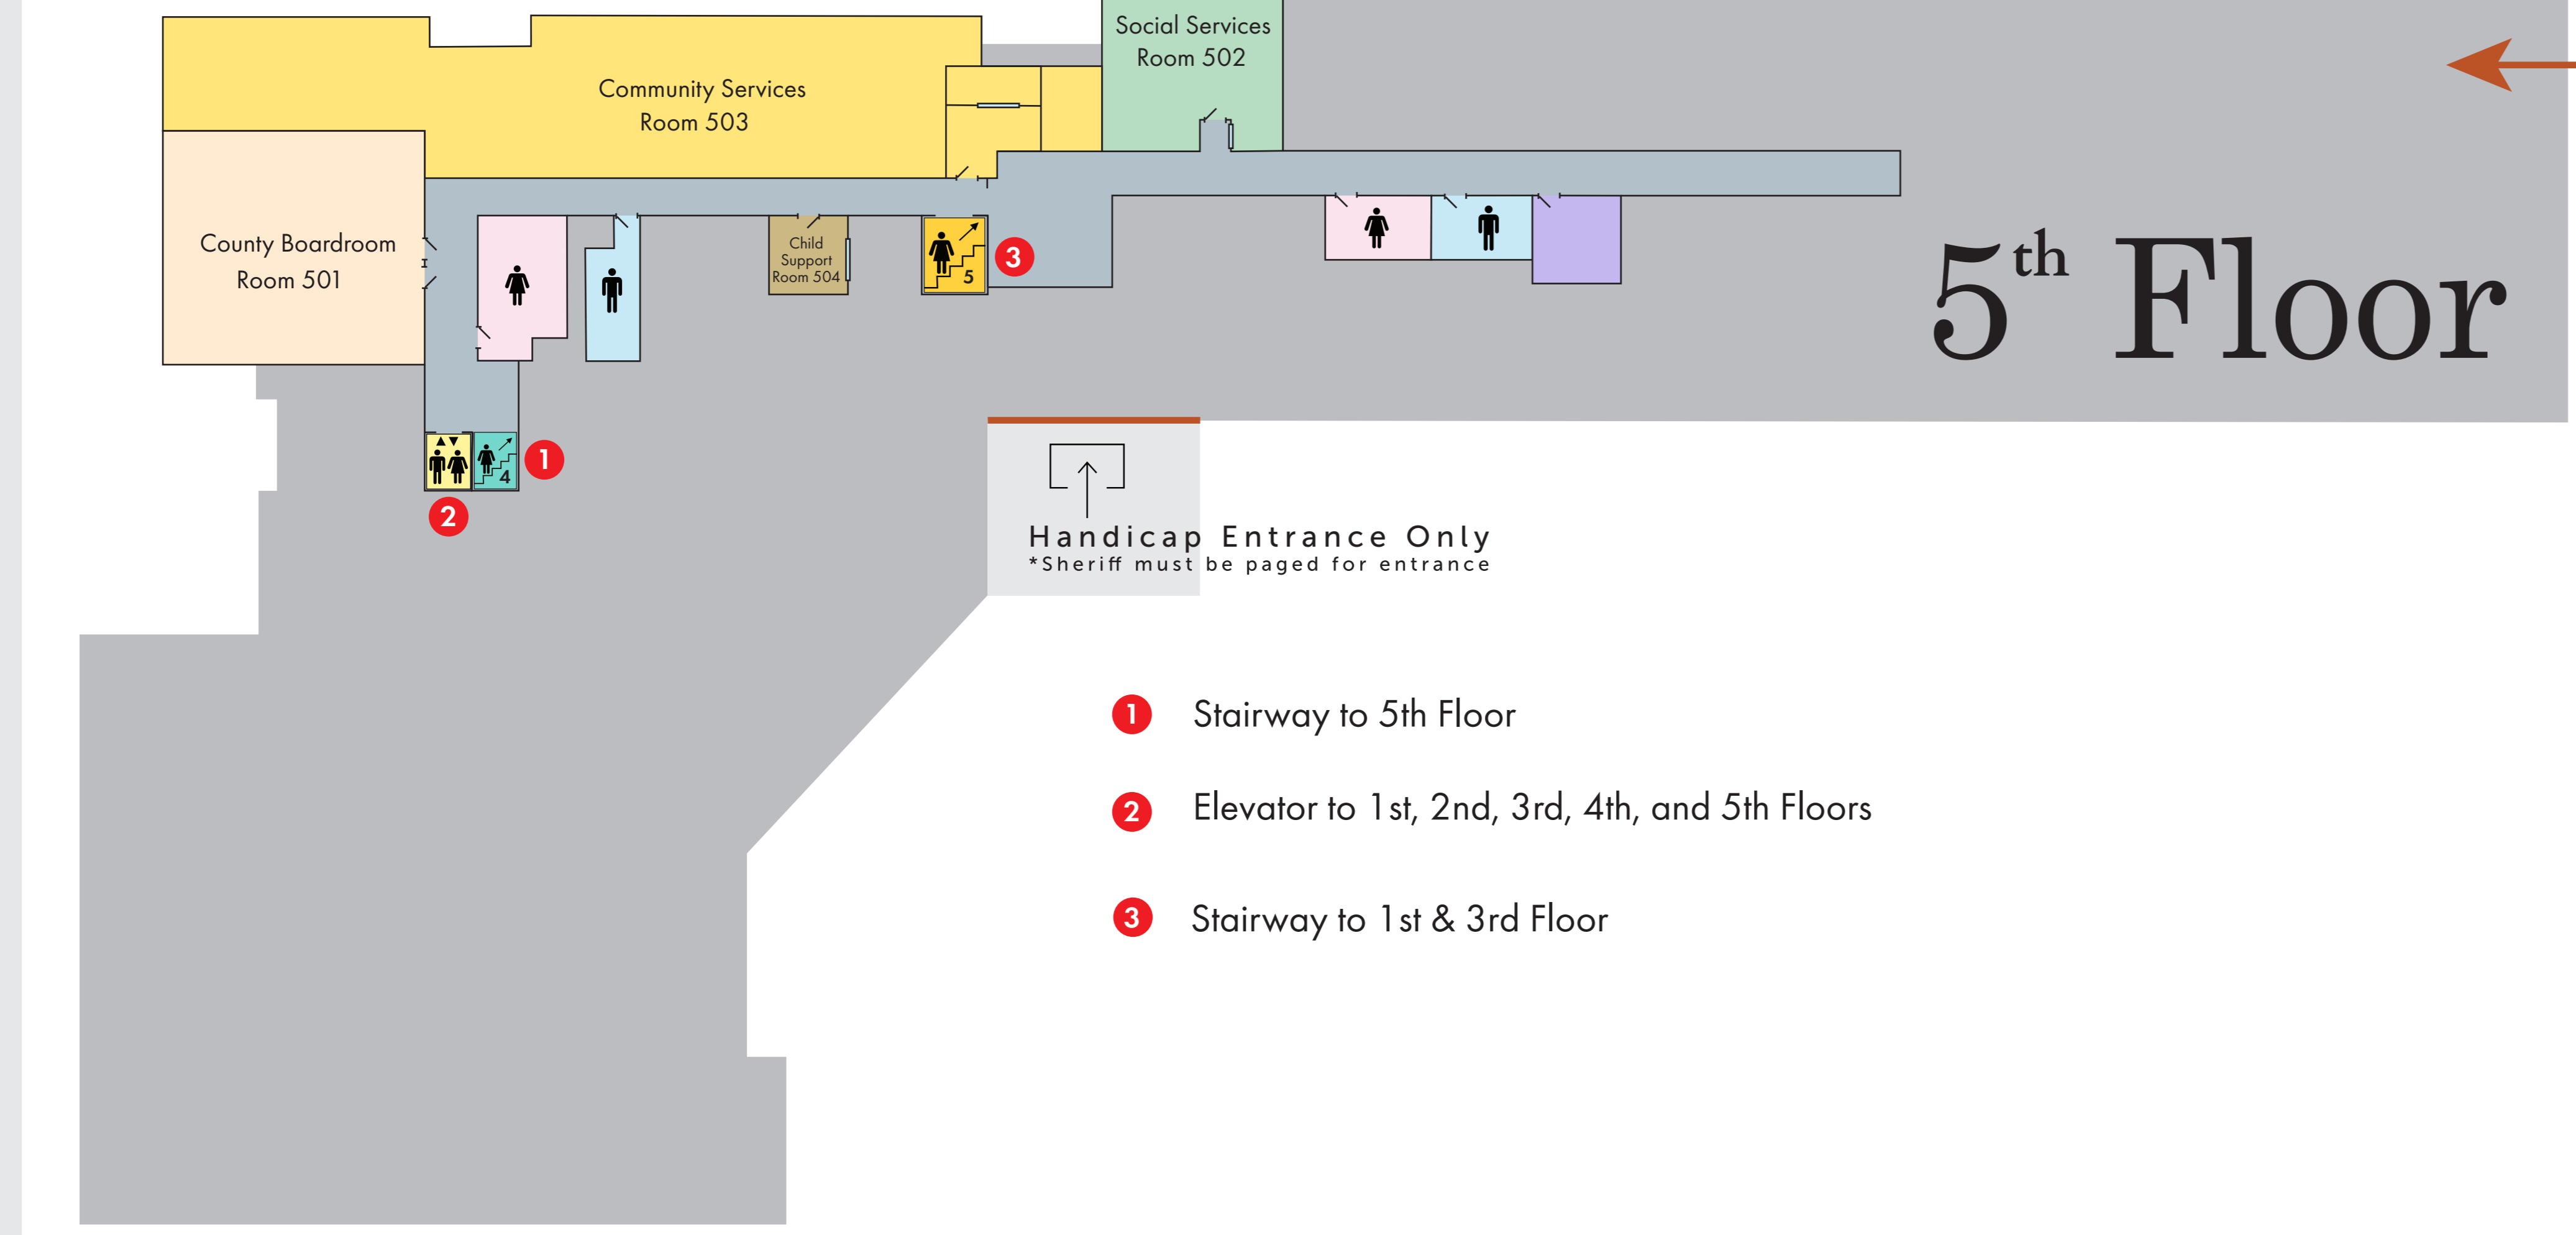 Social Services
Room 502
Community Services
Room 503
County Boardroom
Room 501
Child
Support
Room 504
5
3
5th Floor
4
1
2
Handicap Entrance Only
*Sheriff must be paged for entrance
1 Stairway to 5th Floor
2 Elevator to 1st, 2nd, 3rd, 4th, and 5th Floors
3 Stairway to 1st & 3rd Floor